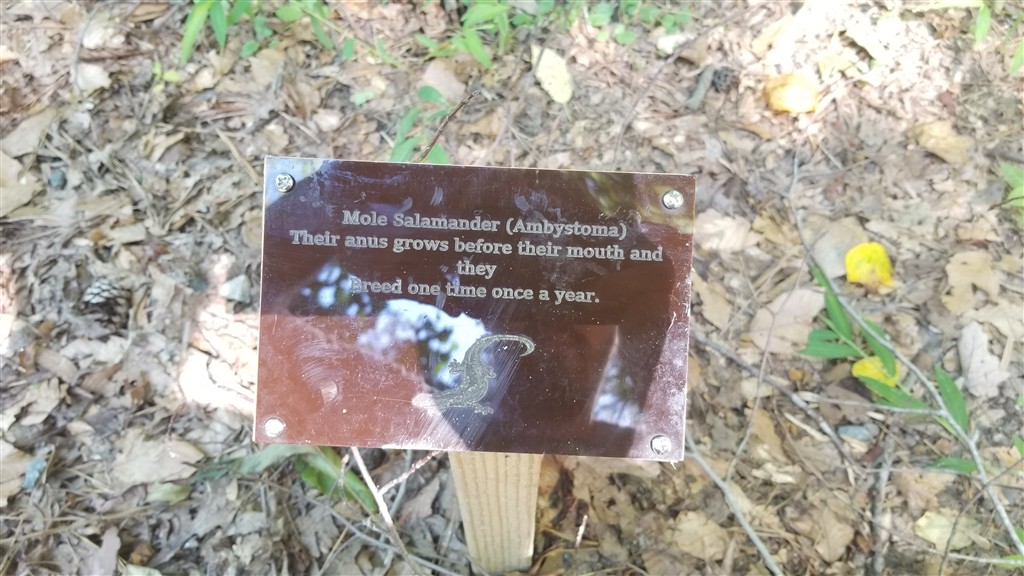 Mole Salamander (Ambystoma)
Their anus grows before their mouth and
they
Breed one time once a year.